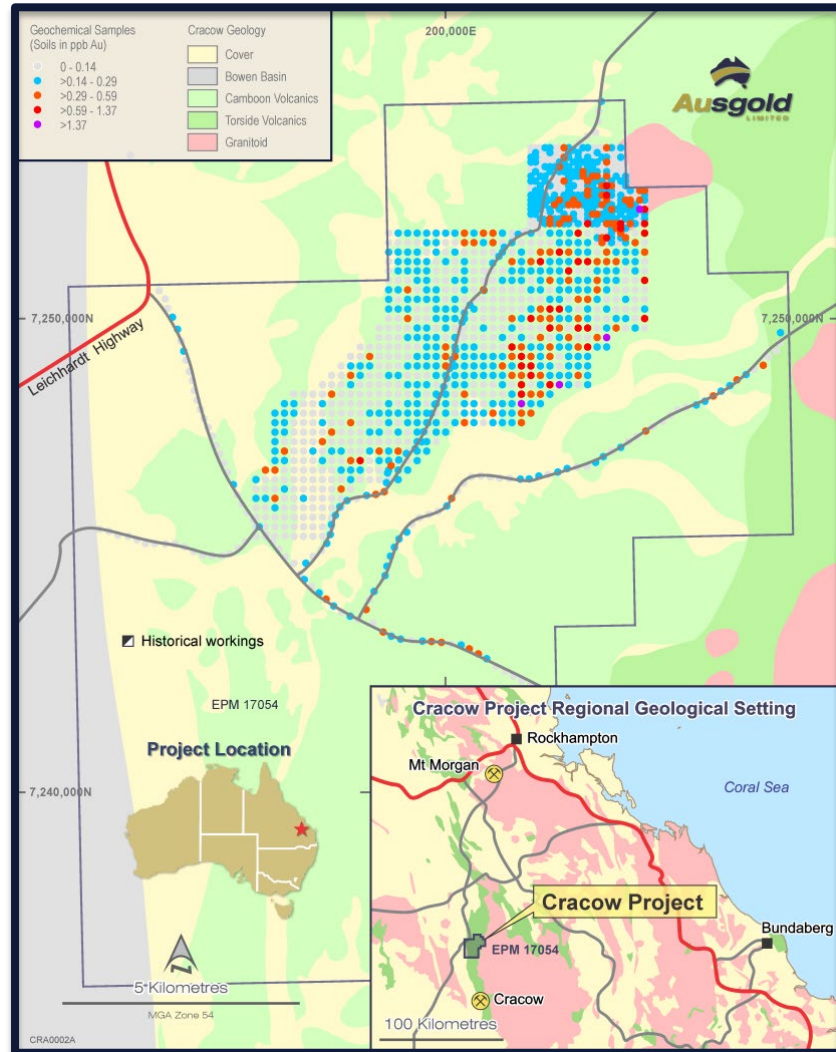 Geochemical Samples
(Soils in ppb Au)
0 - 0.14
>0.14 - 0.29
>0.29 - 0.59
>0.59 - 1.37
>1.37
Cracow Geology
Cover
Bowen Basin
Camboon Volcanics
Torside Volcanics
Granitoid
200,000E
Ausgold
LIMITED
7,250,000N
7,250,000N
Leichhardt Highway
Historical workings
EPM 17054
Project Location
7,240,000N
Z
5 Kilometres
MGA Zone 54
CRA0002A
Cracow Project Regional Geological Setting
Rockhampton
Mt Morgan
Coral Sea
Cracow Project
Bundaberg
EPM 17054
Cracow
100 Kilometres